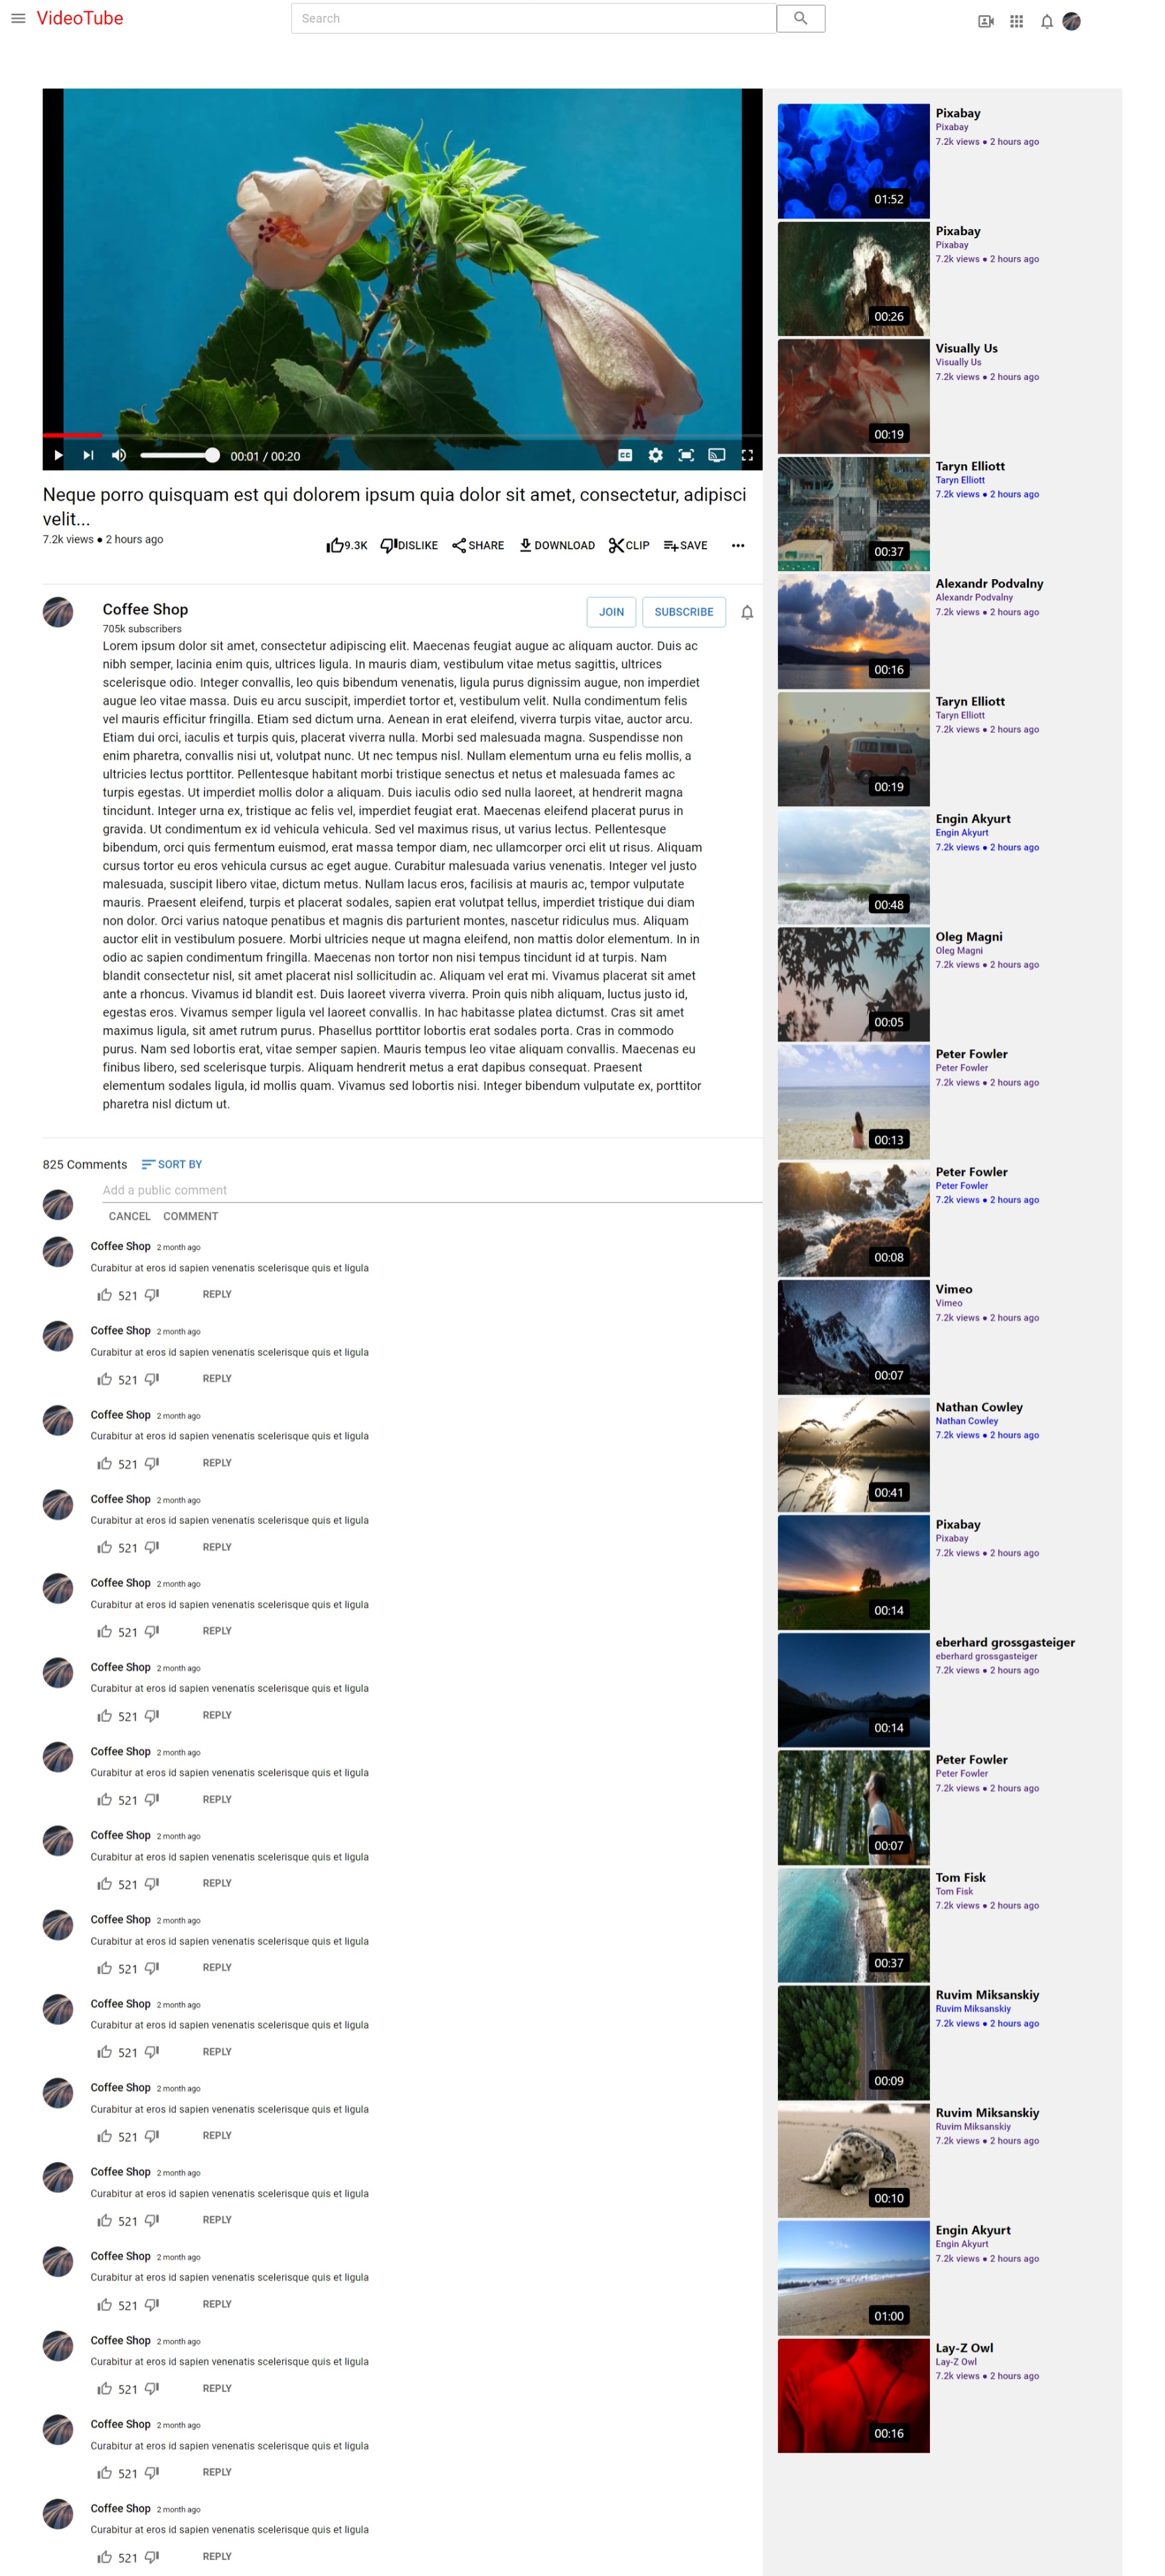 VideoTube
Search
00:01 / 00:20
Neque porro quisquam est qui dolorem ipsum quia dolor sit amet, consectetur, adipisci
velit...
7.2k views ● 2 hours ago
9.3K DISLIKE SHARE DOWNLOAD CLIP SAVE
Coffee Shop
705k subscribers
JOIN SUBSCRIBE
Lorem ipsum dolor sit amet, consectetur adipiscing elit. Maecenas feugiat augue ac aliquam auctor. Duis ac
nibh semper, lacinia enim quis, ultrices ligula. In mauris diam, vestibulum vitae metus sagittis, ultrices
scelerisque odio. Integer convallis, leo quis bibendum venenatis, ligula purus dignissim augue, non imperdiet
augue leo vitae massa. Duis eu arcu suscipit, imperdiet tortor et, vestibulum velit. Nulla condimentum felis
vel mauris efficitur fringilla. Etiam sed dictum urna. Aenean in erat eleifend, viverra turpis vitae, auctor arcu.
Etiam dui orci, iaculis et turpis quis, placerat viverra nulla. Morbi sed malesuada magna. Suspendisse non
enim pharetra, convallis nisi ut, volutpat nunc. Ut nec tempus nisl. Nullam elementum urna eu felis mollis, a
ultricies lectus porttitor. Pellentesque habitant morbi tristique senectus et netus et malesuada fames ac
turpis egestas. Ut imperdiet mollis dolor a aliquam. Duis iaculis odio sed nulla laoreet, at hendrerit magna
tincidunt. Integer urna ex, tristique ac felis vel, imperdiet feugiat erat. Maecenas eleifend placerat purus in
gravida. Ut condimentum ex id vehicula vehicula. Sed vel maximus risus, ut varius lectus. Pellentesque
bibendum, orci quis fermentum euismod, erat massa tempor diam, nec ullamcorper orci elit ut risus. Aliquam
cursus tortor eu eros vehicula cursus ac eget augue. Curabitur malesuada varius venenatis. Integer vel justo
malesuada, suscipit libero vitae, dictum metus. Nullam lacus eros, facilisis at mauris ac, tempor vulputate
mauris. Praesent eleifend, turpis et placerat sodales, sapien erat volutpat tellus, imperdiet tristique dui diam
non dolor. Orci varius natoque penatibus et magnis dis parturient montes, nascetur ridiculus mus. Aliquam
auctor elit in vestibulum posuere. Morbi ultricies neque ut magna eleifend, non mattis dolor elementum. In in
odio ac sapien condimentum fringilla. Maecenas non tortor non nisi tempus tincidunt id at turpis. Nam
blandit consectetur nisl, sit amet placerat nisl sollicitudin ac. Aliquam vel erat mi. Vivamus placerat sit amet
ante a rhoncus. Vivamus id blandit est. Duis laoreet viverra viverra. Proin quis nibh aliquam, luctus justo id,
egestas eros. Vivamus semper ligula vel laoreet convallis. In hac habitasse platea dictumst. Cras sit amet
maximus ligula, sit amet rutrum purus. Phasellus porttitor lobortis erat sodales porta. Cras in commodo
purus. Nam sed lobortis erat, vitae semper sapien. Mauris tempus leo vitae aliquam convallis. Maecenas eu
finibus libero, sed scelerisque turpis. Aliquam hendrerit metus a erat dapibus consequat. Praesent
elementum sodales ligula, id mollis quam. Vivamus sed lobortis nisi. Integer bibendum vulputate ex, porttitor
pharetra nisl dictum ut.
825 Comments SORT BY
Add a public comment
CANCEL COMMENT
Coffee Shop 2 month ago
Curabitur at eros id sapien venenatis scelerisque quis et ligula
521 REPLY
Coffee Shop 2 month ago
Curabitur at eros id sapien venenatis scelerisque quis et ligula
521 REPLY
Coffee Shop 2 month ago
Curabitur at eros id sapien venenatis scelerisque quis et ligula
521 REPLY
Coffee Shop 2 month ago
Curabitur at eros id sapien venenatis scelerisque quis et ligula
521 REPLY
Coffee Shop 2 month ago
Curabitur at eros id sapien venenatis scelerisque quis et ligula
521 REPLY
Coffee Shop 2 month ago
Curabitur at eros id sapien venenatis scelerisque quis et ligula
521 REPLY
Coffee Shop 2 month ago
Curabitur at eros id sapien venenatis scelerisque quis et ligula
521 REPLY
Coffee Shop 2 month ago
Curabitur at eros id sapien venenatis scelerisque quis et ligula
521 REPLY
Coffee Shop 2 month ago
Curabitur at eros id sapien venenatis scelerisque quis et ligula
521 REPLY
Coffee Shop 2 month ago
Curabitur at eros id sapien venenatis scelerisque quis et ligula
521 REPLY
Coffee Shop 2 month ago
Curabitur at eros id sapien venenatis scelerisque quis et ligula
521 REPLY
Coffee Shop 2 month ago
Curabitur at eros id sapien venenatis scelerisque quis et ligula
521 REPLY
Coffee Shop 2 month ago
Curabitur at eros id sapien venenatis scelerisque quis et ligula
521 REPLY
Coffee Shop 2 month ago
Curabitur at eros id sapien venenatis scelerisque quis et ligula
521 REPLY
Coffee Shop 2 month ago
Curabitur at eros id sapien venenatis scelerisque quis et ligula
521 REPLY
Coffee Shop 2 month ago
Curabitur at eros id sapien venenatis scelerisque quis et ligula
521 REPLY
Pixabay
Pixabay
7.2k views ● 2 hours ago
01:52
Pixabay
Pixabay
7.2k views ● 2 hours ago
00:26
Visually Us
Visually Us
7.2k views ● 2 hours ago
00:19
Taryn Elliott
Taryn Elliott
7.2k views ● 2 hours ago
00:37
Alexandr Podvalny
Alexandr Podvalny
7.2k views ● 2 hours ago
00:16
Taryn Elliott
Taryn Elliott
7.2k views ● 2 hours ago
00:19
Engin Akyurt
Engin Akyurt
7.2k views ● 2 hours ago
00:48
Oleg Magni
Oleg Magni
7.2k views ● 2 hours ago
00:05
Peter Fowler
Peter Fowler
7.2k views ● 2 hours ago
00:13
Peter Fowler
Peter Fowler
7.2k views ● 2 hours ago
00:08
Vimeo
Vimeo
7.2k views ● 2 hours ago
00:07
Nathan Cowley
Nathan Cowley
7.2k views ● 2 hours ago
00:41
Pixabay
Pixabay
7.2k views ● 2 hours ago
00:14
eberhard grossgasteiger
eberhard grossgasteiger
7.2k views ● 2 hours ago
00:14
Peter Fowler
Peter Fowler
7.2k views ● 2 hours ago
00:07
Tom Fisk
Tom Fisk
7.2k views ● 2 hours ago
00:37
Ruvim Miksanskiy
Ruvim Miksanskiy
7.2k views ● 2 hours ago
00:09
Ruvim Miksanskiy
Ruvim Miksanskiy
7.2k views ● 2 hours ago
00:10
Engin Akyurt
Engin Akyurt
7.2k views ● 2 hours ago
01:00
Lay-Z Owl
Lay-Z Owl
7.2k views ● 2 hours ago
00:16